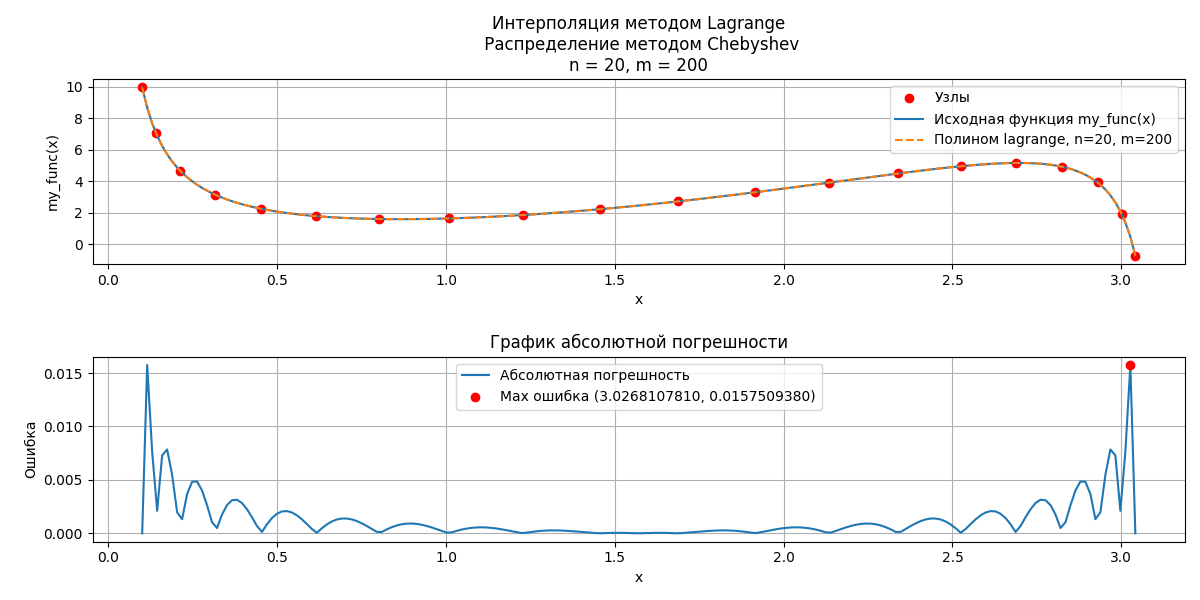 Интерполяция методом Lagrange
Распределение методом Chebyshev
n = 20, m = 200
10
8
6
4
2
0
my_func(x)
Узлы
Исходная функция my_func(x)
Полином lagrange, n=20, m=200
0.0
0.5
1.0
1.5
2.0
2.5
3.0
x
График абсолютной погрешности
0.015
0.010
0.005
0.000
Ошибка
Абсолютная погрешность
Max ошибка (3.0268107810, 0.0157509380)
0.0
0.5
1.0
1.5
2.0
2.5
3.0
x